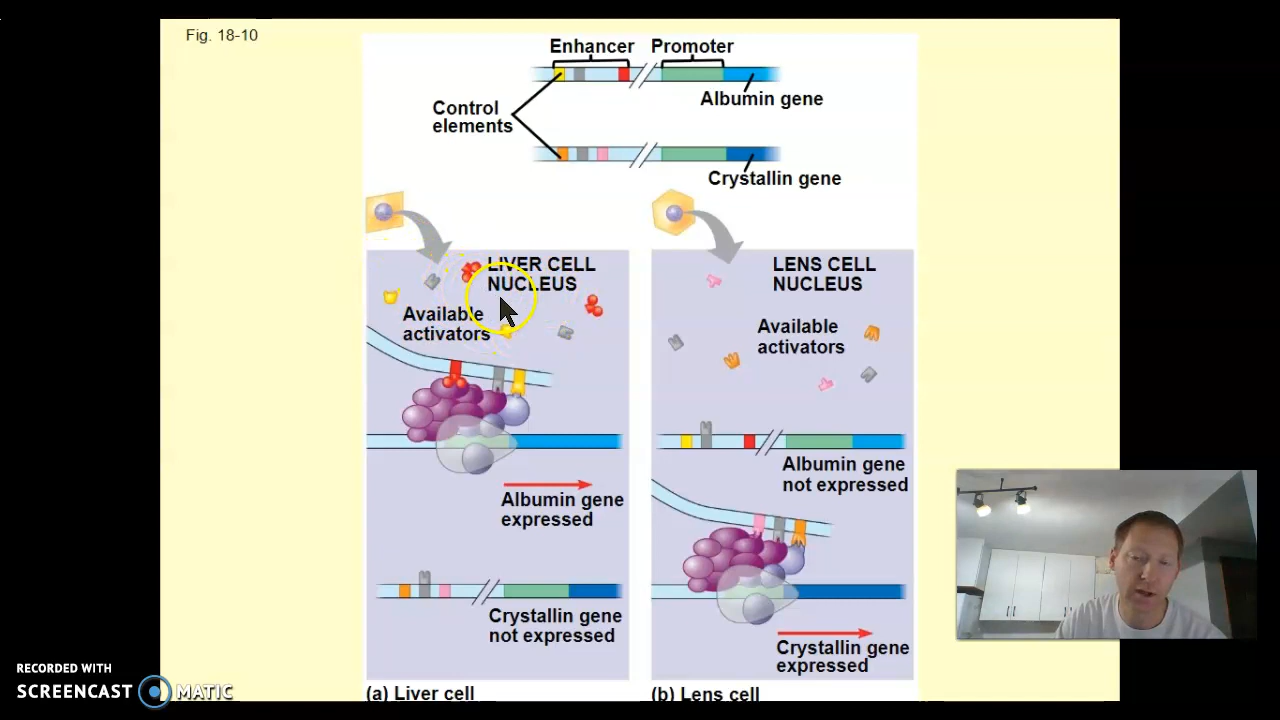 Fig. 18-10
Enhancer Promoter
Albumin gene
Control
elements
Crystallin gene
LIVER CELL
NUCLEUS
Available
activators
Albumin gene
expressed
Crystallin gene
not expressed
(a) Liver cell
LENS CELL
NUCLEUS
Available
activators
Albumin gene
not expressed
Crystallin gene
expressed
(b) Lens cell
RECORDED WITH
SCREENCAST MATIC